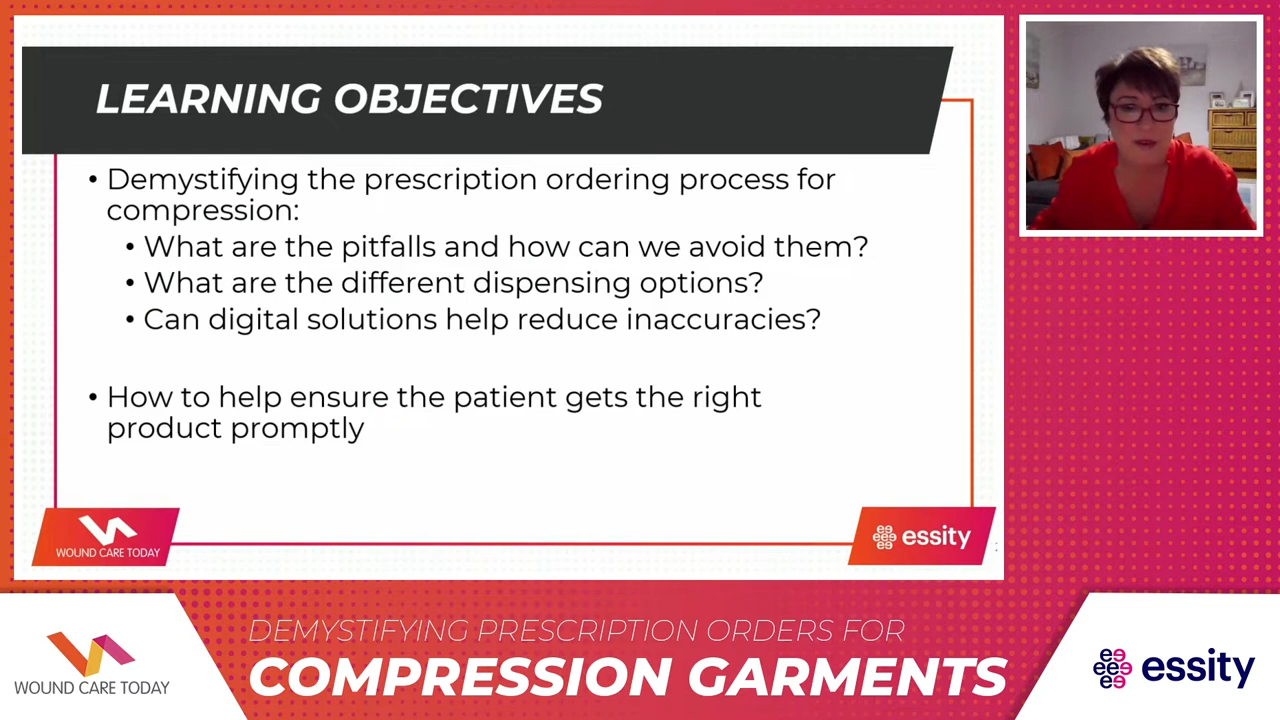 LEARNING OBJECTIVES
• Demystifying the prescription ordering process for
compression:
• What are the pitfalls and how can we avoid them?
• What are the different dispensing options?
• Can digital solutions help reduce inaccuracies?
• How to help ensure the patient gets the right
product promptly
WOUND CARE TODAY
essity
WOUND CARE TODAY
DEMYSTIFYING PRESCRIPTION ORDERS FOR
COMPRESSION GARMENTS
essity